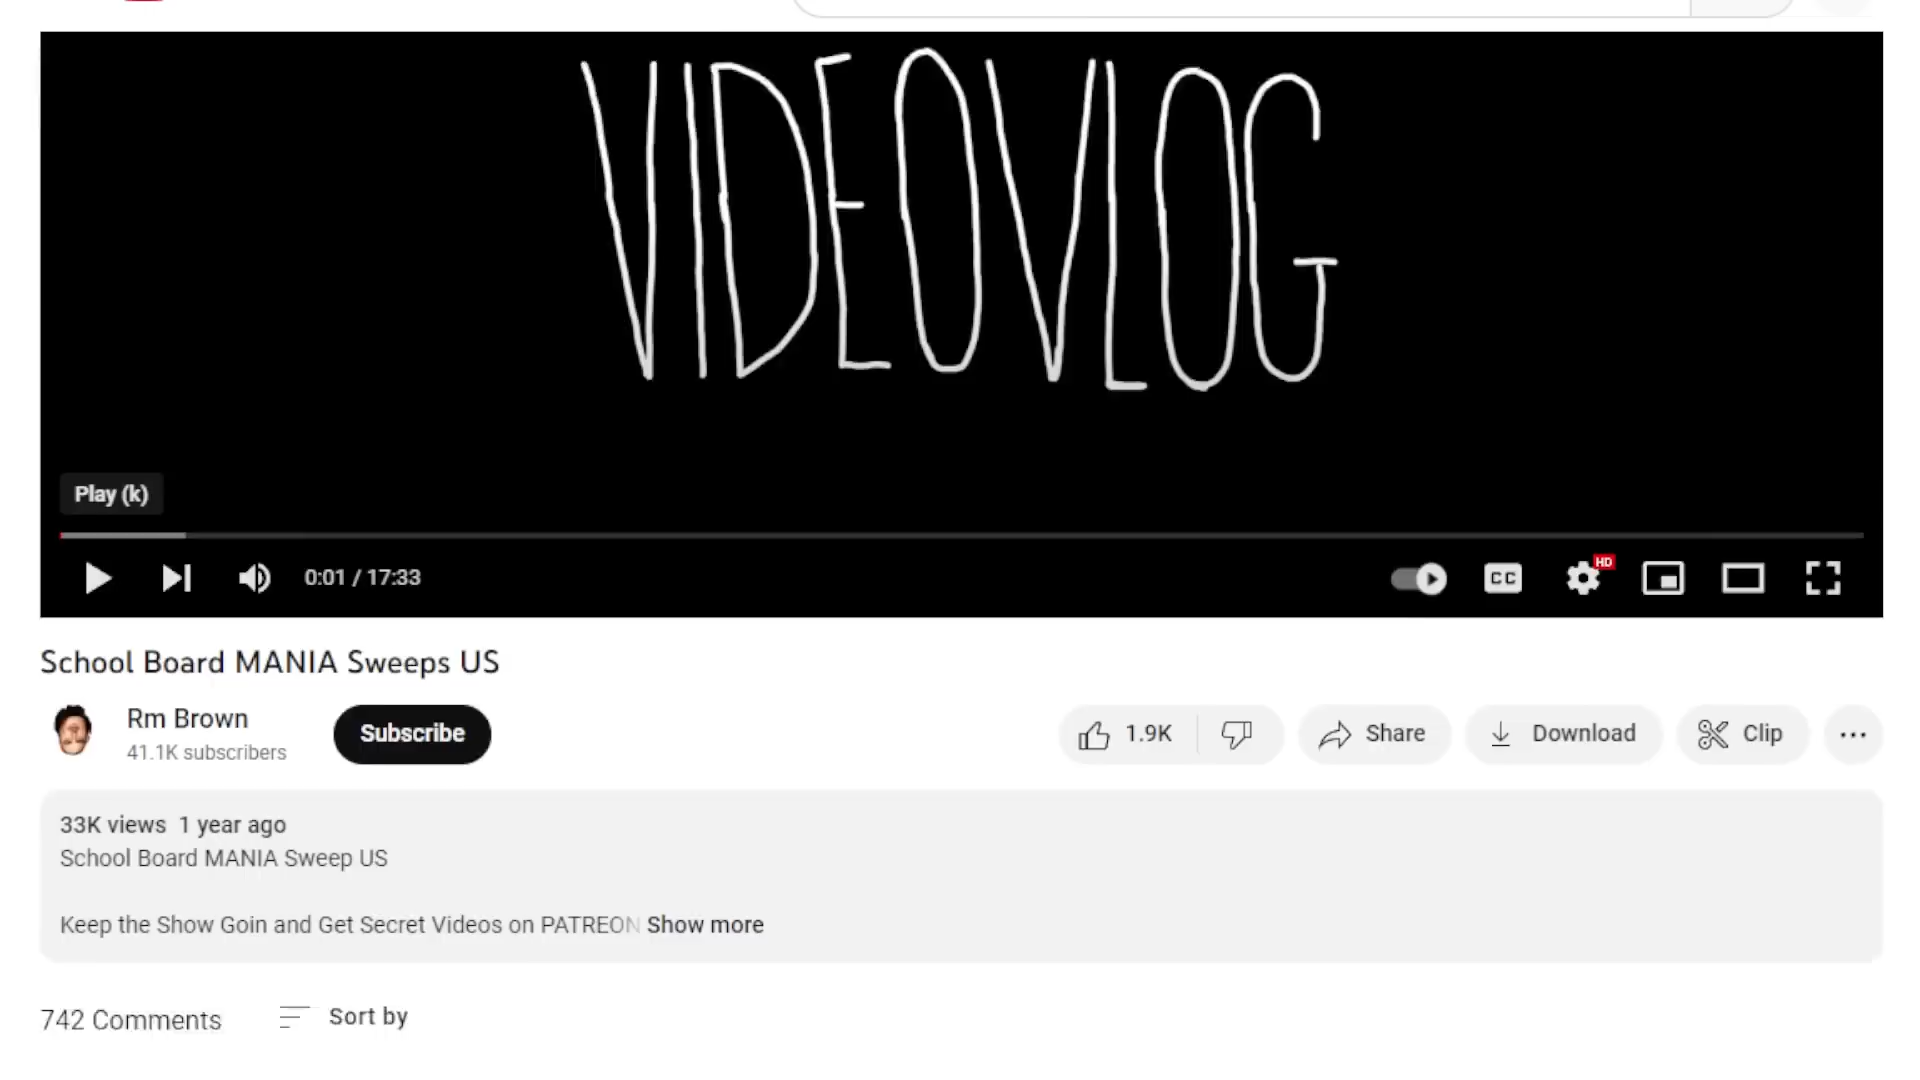 VIDEOVLOG
Play (k)
0:01 / 17:33
CC
HD
School Board MANIA Sweeps US
Rm Brown
41.1K subscribers
Subscribe
1.9K
Share
Download
Clip
33K views 1 year ago
School Board MANIA Sweep US
Keep the Show Goin and Get Secret Videos on PATREON Show more
742 Comments
Sort by